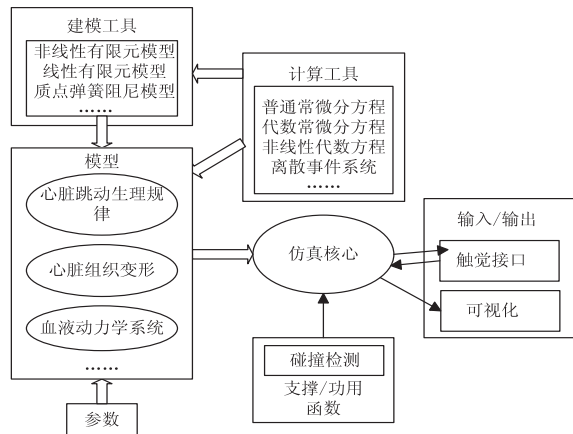 建模工具
非线性有限元模型
线性有限元模型
质点弹簧阻尼模型
……
计算工具
普通常微分方程
代数常微分方程
非线性代数方程
离散事件系统
……
模型
心脏跳动生理规
律
心脏组织变形
血液动力学系统
……
参数
仿真核心
碰撞检测
支撑/功用
函数
输入/输出
触觉接口
可视化